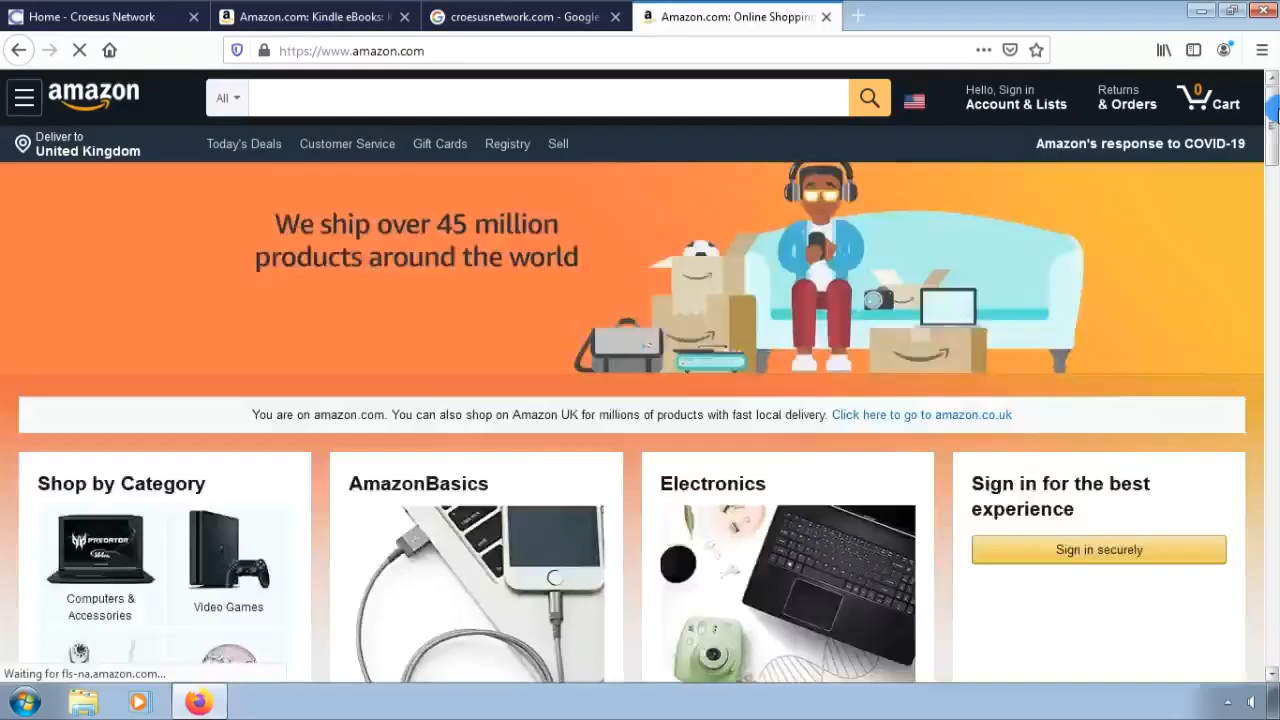 Home - Croesus Network
Amazon.com: Kindle eBooks:
croesusnetwork.com - Google
Amazon.com: Online Shopping
https://www.amazon.com
amazon
All
Hello, Sign in
Account & Lists
Returns
& Orders
0
Cart
Deliver to
United Kingdom
Today's Deals
Customer Service
Gift Cards
Registry
Sell
Amazon's response to COVID-19
We ship over 45 million
products around the world
You are on amazon.com. You can also shop on Amazon UK for millions of products with fast local delivery. Click here to go to amazon.co.uk
Shop by Category
AmazonBasics
Electronics
Sign in for the best
experience
Sign in securely
PREDATOR
Computers &
Accessories
Video Games
Waiting for fls-na.amazon.com...